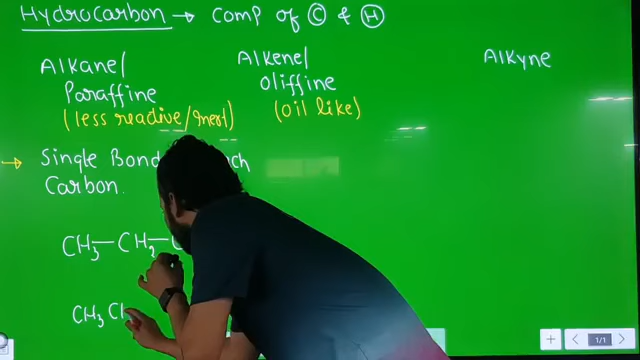 HydroCarbon → Comp of C & H
Alkane/ Alkene/ Alkyne
Paraffine Oliffine
(less reactive/Inert) (oil like)
→ Single Bond
Carbon.
CH3—CH2—
CH3
1/1